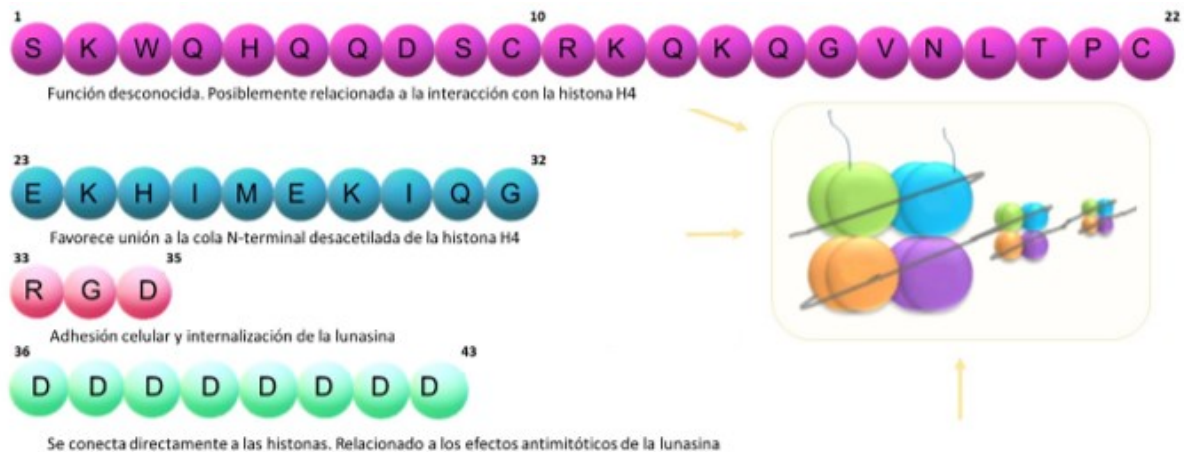 1 10 22
S K W Q H Q Q D S C R K Q K Q G V N L T P C
Función desconocida. Posiblemente relacionada a la interacción con la histona H4
23 32
E K H I M E K I Q G
Favorece unión a la cola N-terminal desacetilada de la histona H4
33 35
R G D
Adhesión celular y internalización de la lunasina
36 43
D D D D D D D D
Se conecta directamente a las histonas. Relacionado a los efectos antimitóticos de la lunasina